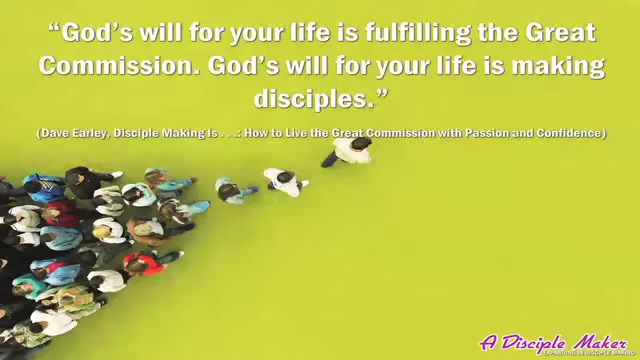 “God’s will for your life is fulfilling the Great
Commission. God’s will for your life is making
disciples.”
(Dave Earley, Disciple Making Is . . .: How to Live the Great Commission with Passion and Confidence)
A Disciple Maker
EXPANDING IN DISCIPLE MAKING